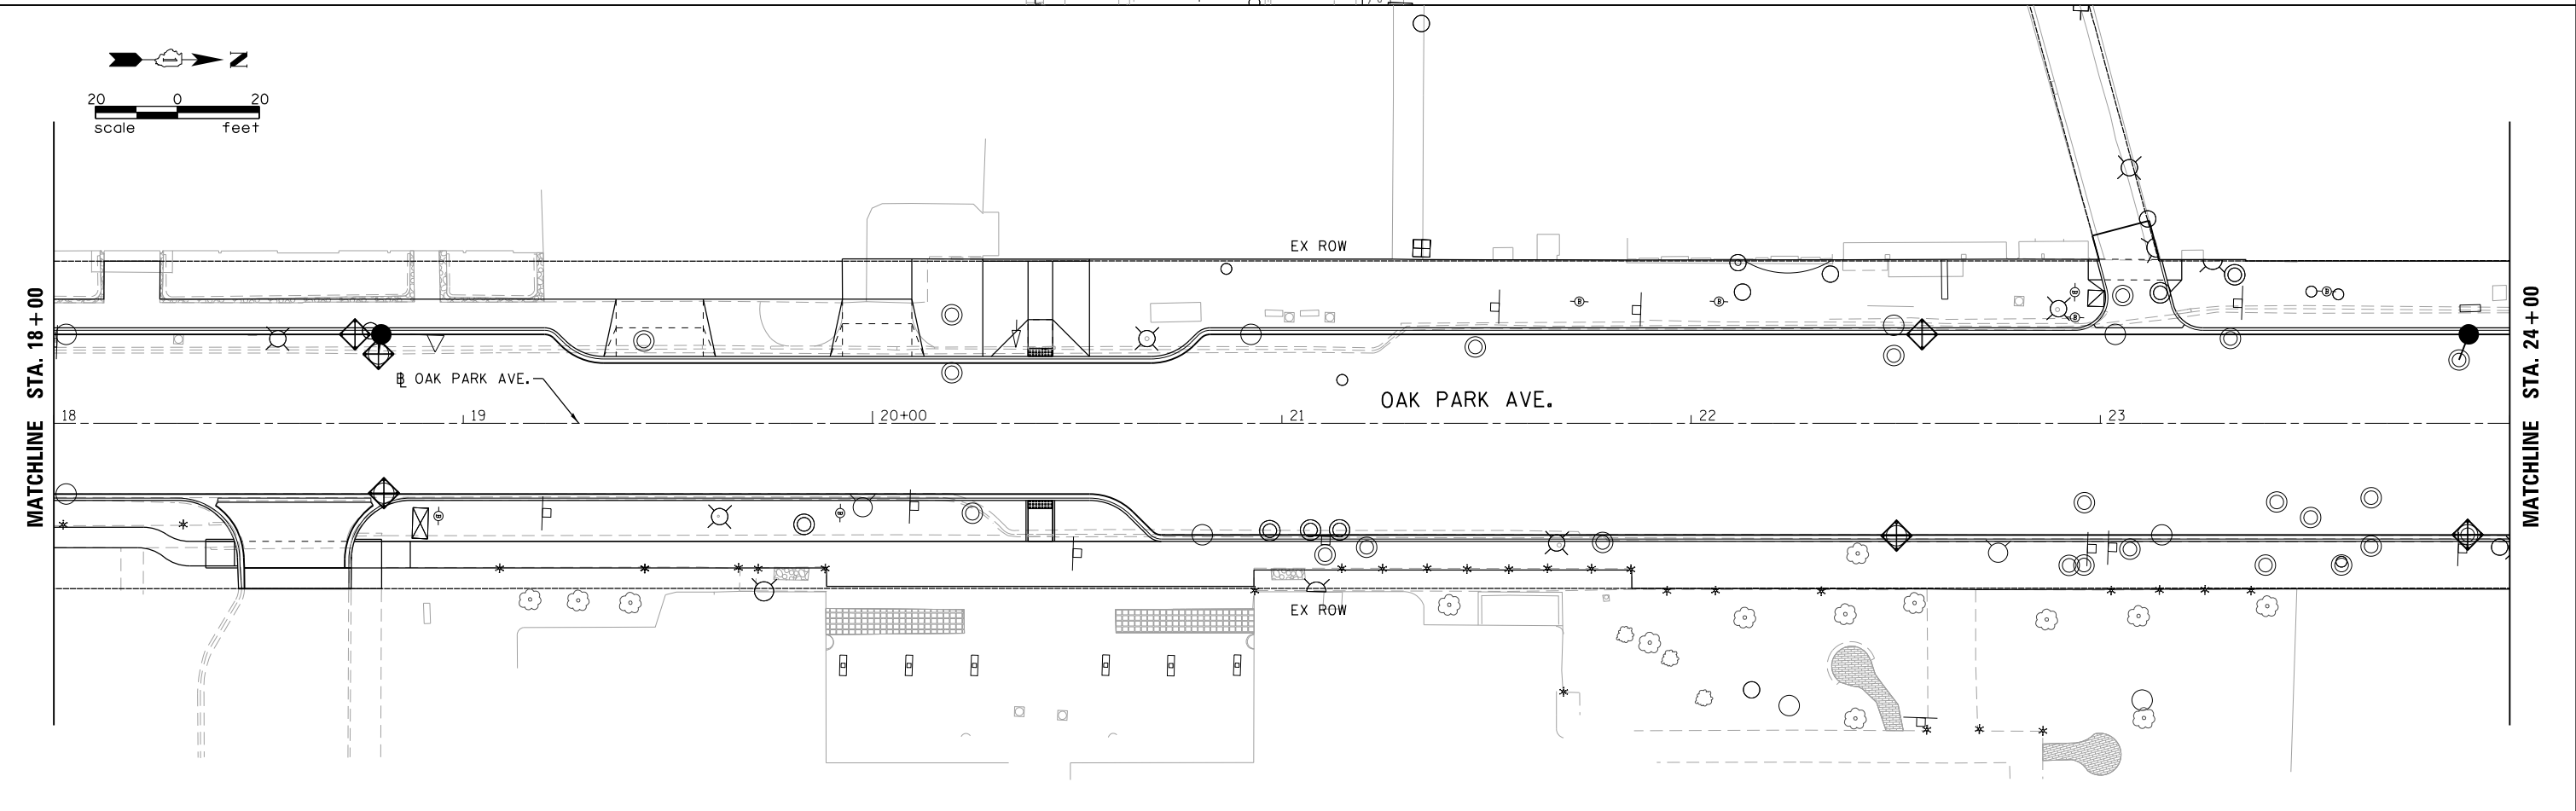 N
20 0 20
scale feet
EX ROW
MATCHLINE STA. 18+00
MATCHLINE STA. 24+00
B
B
B
B
B
B
℄ OAK PARK AVE.
OAK PARK AVE.
18 19 20+00 21 22 23
B
B
EX ROW